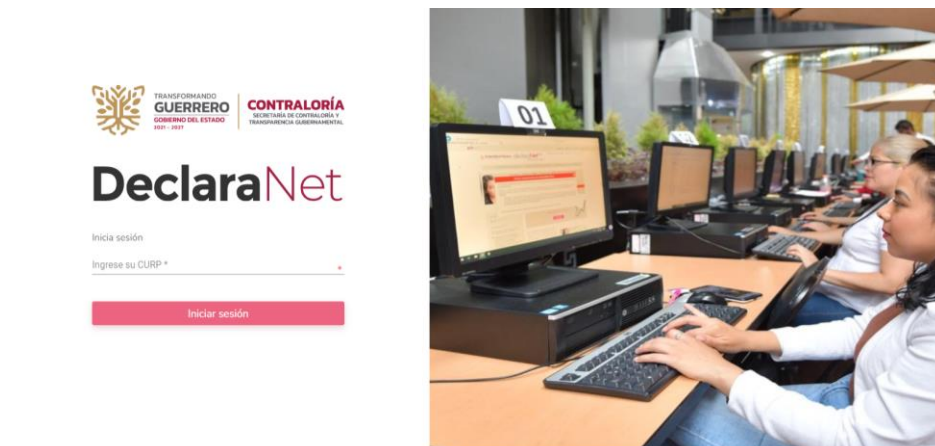 TRANSFORMANDO
GUERRERO
GOBIERNO DEL ESTADO
2021 - 2027
CONTRALORÍA
SECRETARÍA DE CONTRALORÍA Y
TRANSPARENCIA GUBERNAMENTAL
DeclaraNet
Inicia sesión
Ingrese su CURP *
*
Iniciar sesión
01